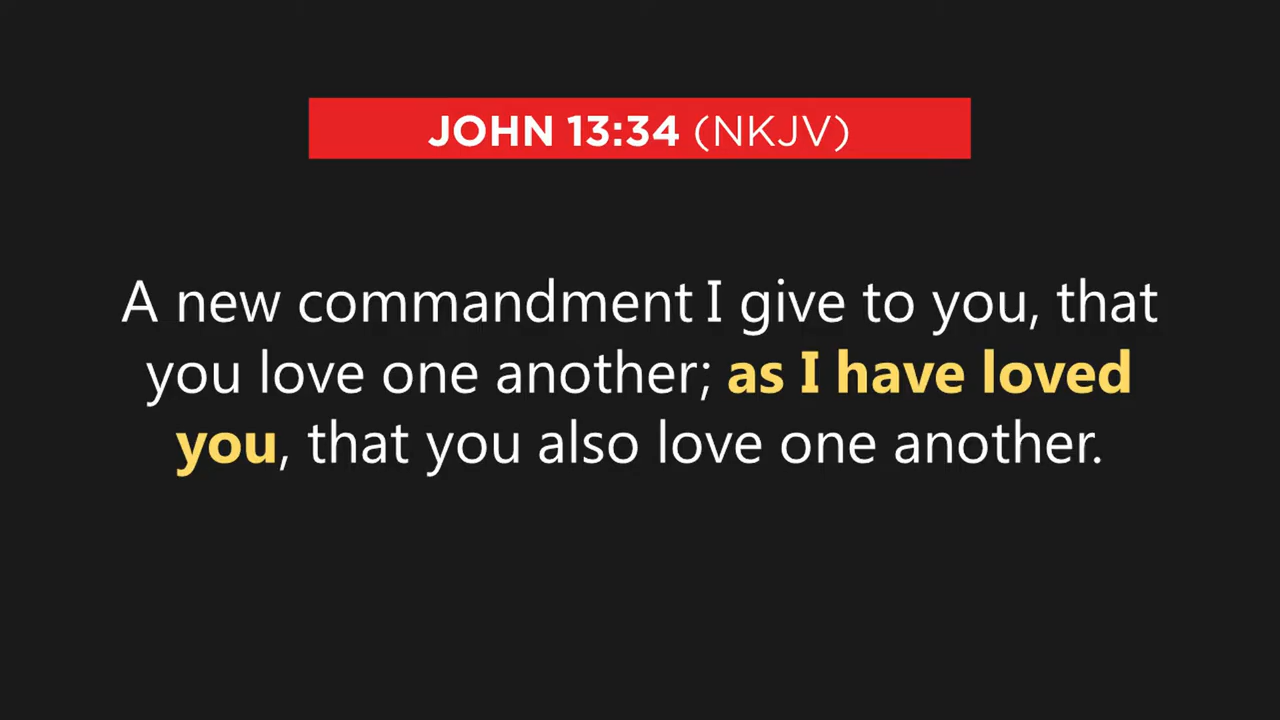 JOHN 13:34 (NKJV)
A new commandment I give to you, that
you love one another; as I have loved
you, that you also love one another.